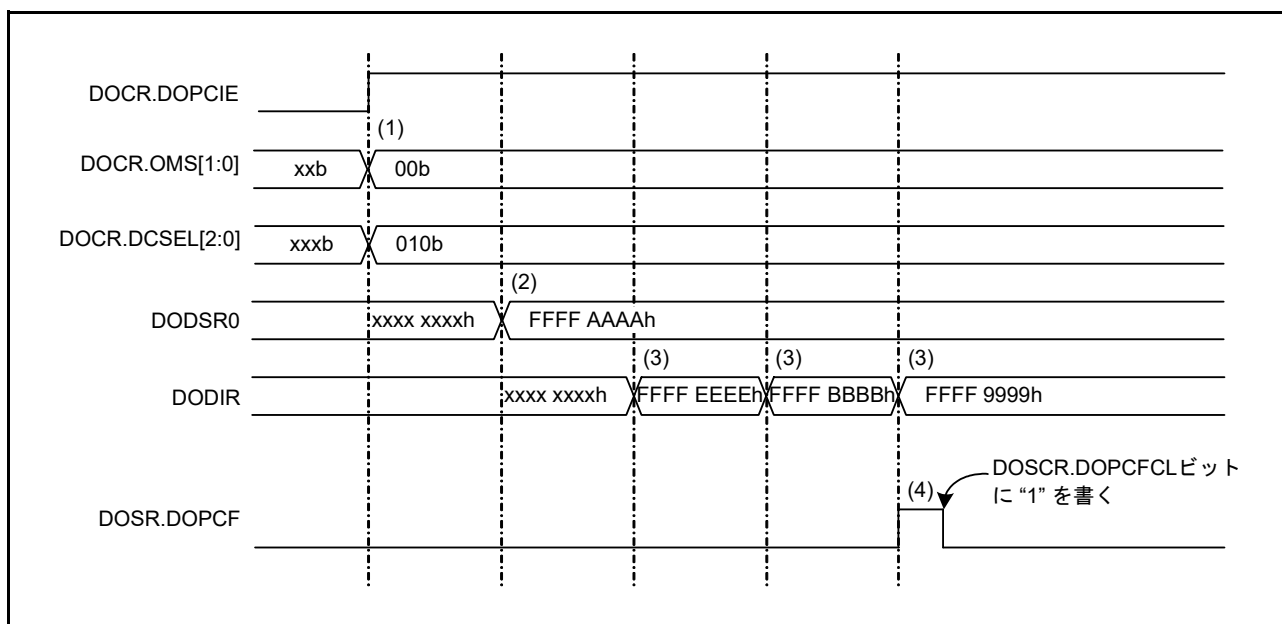 DOCR.DOPCIE
(1)
DOCR.OMS[1:0] xxb 00b
DOCR.DCSEL[2:0] xxxb 010b
(2)
DODSR0 xxxx xxxxh FFFF AAAAh
(3) (3) (3)
DODIR xxxx xxxxh FFFF EEEEh FFFF BBBBh FFFF 9999h
DOSCR.DOPCFCLビット
(4) に “1” を書く
DOSR.DOPCF